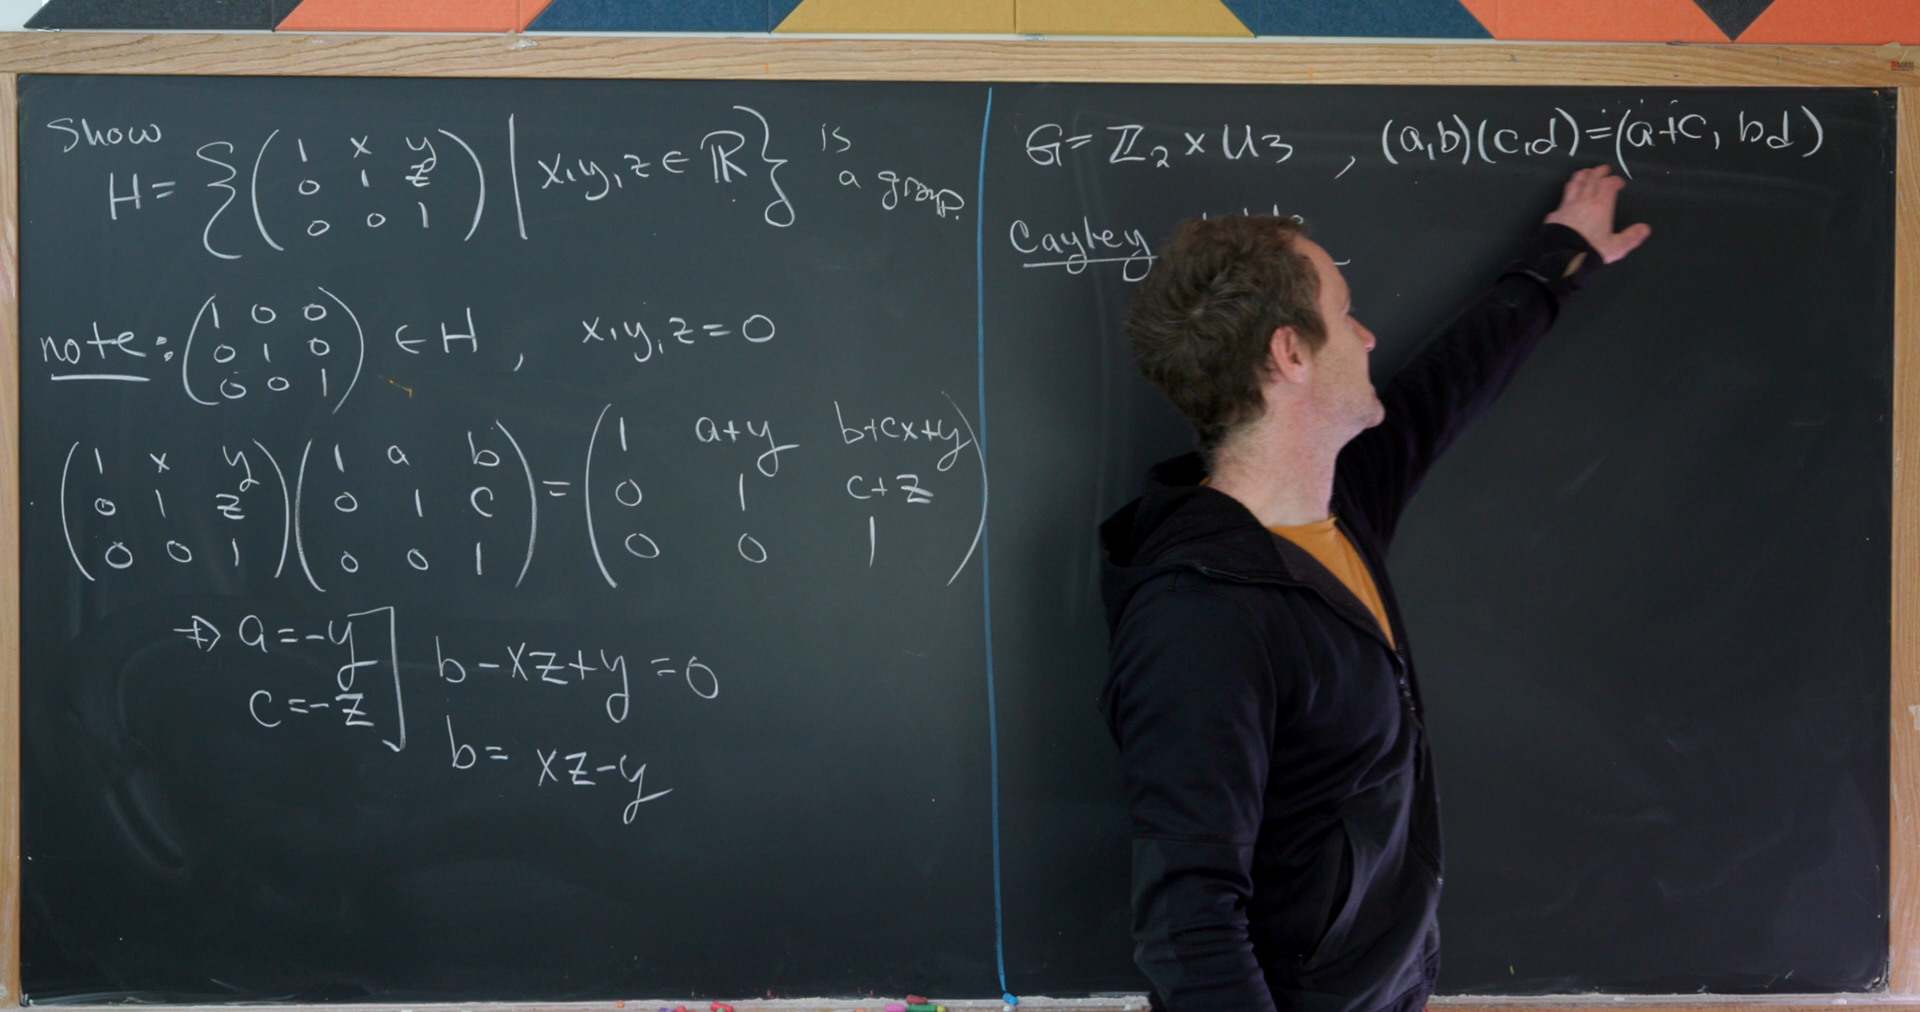 Show
H = { ( 1 x y
0 1 z
0 0 1 ) | x,y,z ∈ ℝ } is a group.
note: ( 1 0 0
0 1 0
0 0 1 ) ∈ H , x,y,z = 0
( 1 x y
0 1 z
0 0 1 ) ( 1 a b
0 1 c
0 0 1 ) = ( 1 a+y b+cx+y
0 1 c+z
0 0 1 )
⇒ a = -y
c = -z ] b - xz + y = 0
b = xz - y
G = ℤ₂ × U3 , (a,b)(c,d) = (a+c, bd)
Cayley